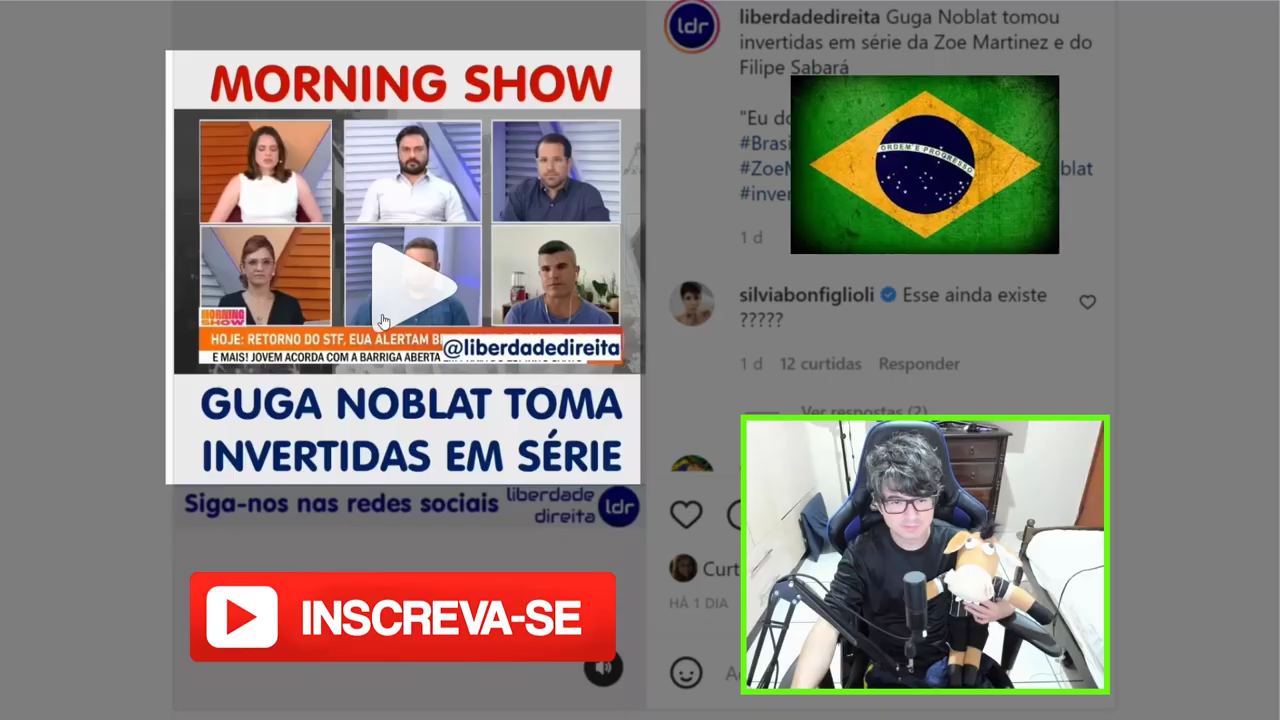 MORNING SHOW
MORNING
SHOW
HOJE: RETORNO DO STF, EUA ALERTAM
@liberdadedireita
E MAIS! JOVEM ACORDA COM A BARRIGA ABERTA
GUGA NOBLAT TOMA
INVERTIDAS EM SÉRIE
Siga-nos nas redes sociais
liberdade
direita
ldr
INSCREVA-SE
ldr
liberdadedireita Guga Noblat tomou
invertidas em série da Zoe Martinez e do
Filipe Sabará
"Eu
#Brasi
#ZoeM
blat
#inver
ORDEM E PROGRESSO
1 d
silviabonfiglioli Esse ainda existe
?????
1 d 12 curtidas Responder
Ver respostas (2)
Curt
HÁ 1 DIA